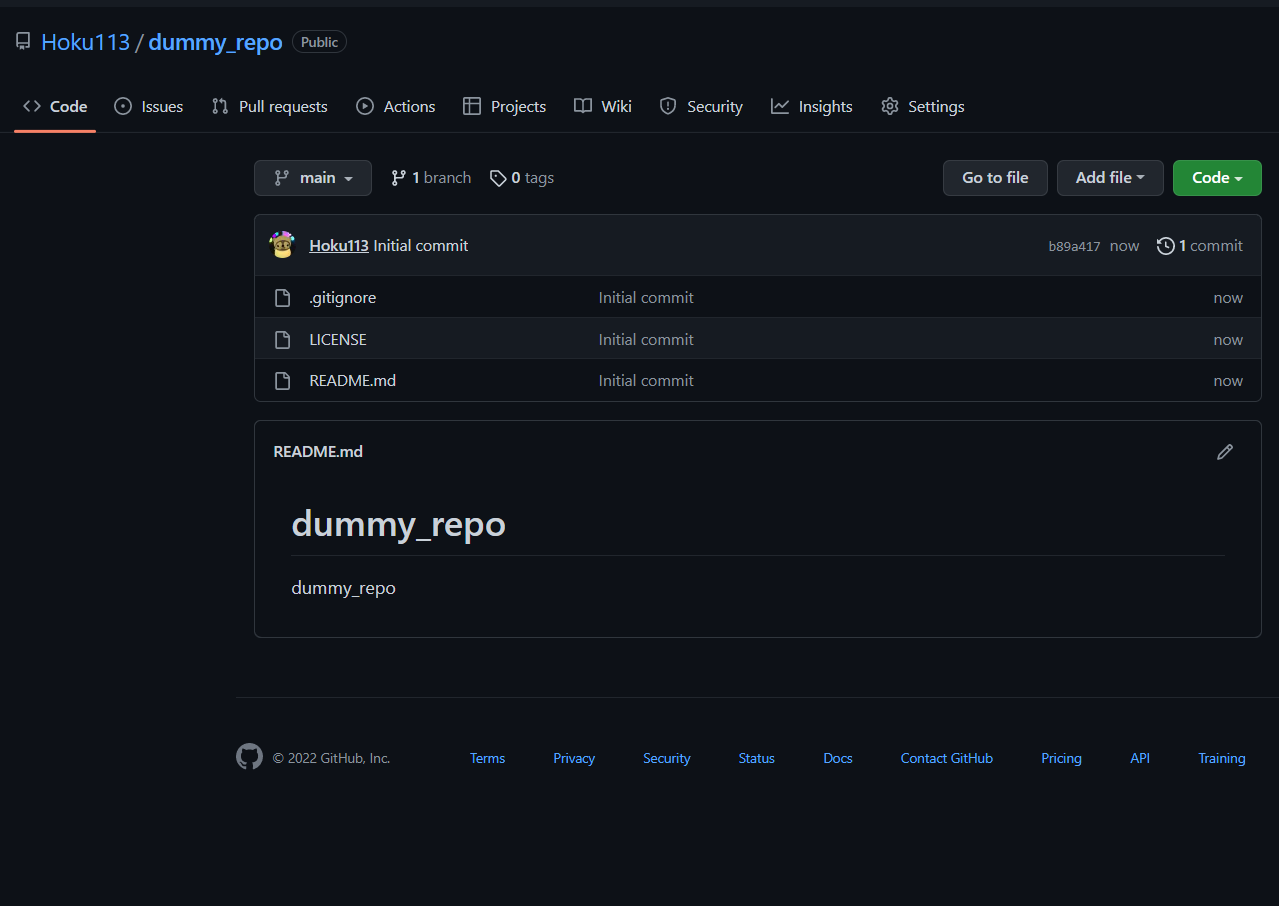 Hoku113 / dummy_repo Public
Code Issues Pull requests Actions Projects Wiki Security Insights Settings
main 1 branch 0 tags Go to file Add file Code
Hoku113 Initial commit b89a417 now 1 commit
.gitignore Initial commit now
LICENSE Initial commit now
README.md Initial commit now
README.md
dummy_repo
dummy_repo
© 2022 GitHub, Inc. Terms Privacy Security Status Docs Contact GitHub Pricing API Training